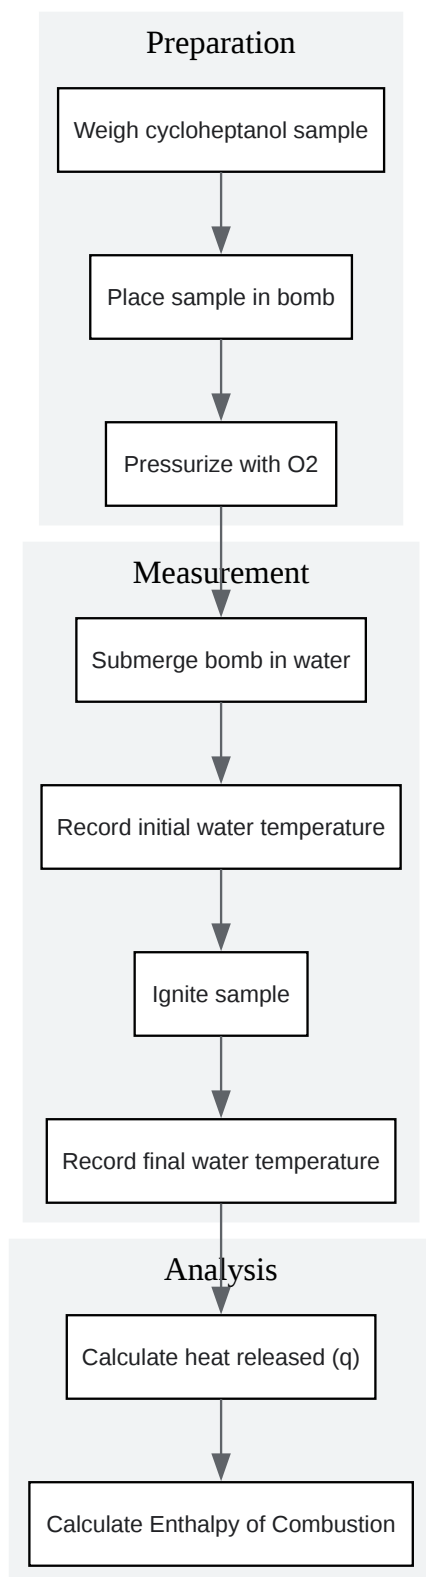 Preparation
Weigh cycloheptanol sample
Place sample in bomb
Pressurize with O2
Measurement
Submerge bomb in water
Record initial water temperature
Ignite sample
Record final water temperature
Analysis
Calculate heat released (q)
Calculate Enthalpy of Combustion